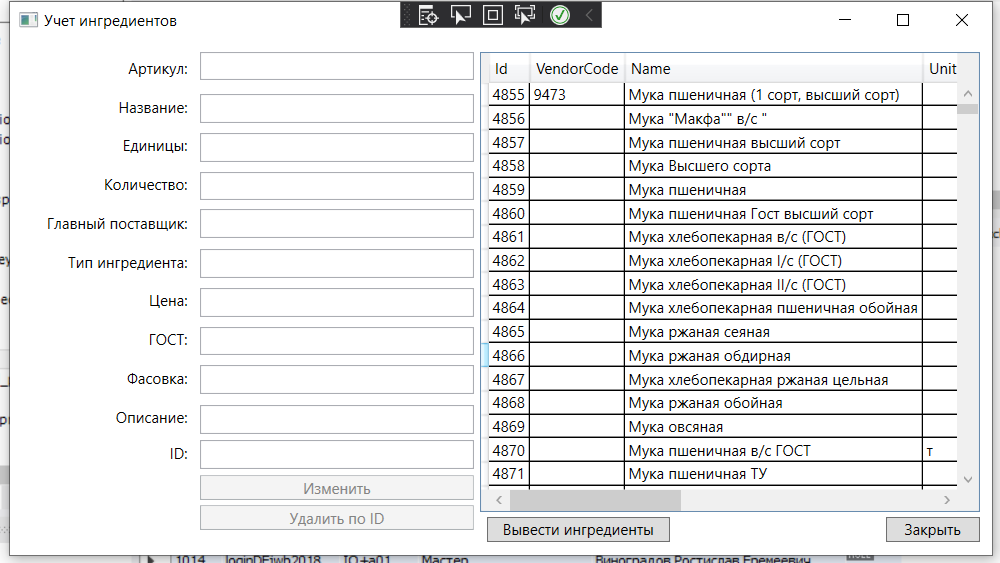 Учет ингредиентов
Артикул:
Название:
Единицы:
Количество:
Главный поставщик:
Тип ингредиента:
Цена:
ГОСТ:
Фасовка:
Описание:
ID:
Изменить
Удалить по ID
Id VendorCode Name Unit
4855 9473 Мука пшеничная (1 сорт, высший сорт)
4856 Мука "Макфа"" в/с "
4857 Мука пшеничная высший сорт
4858 Мука Высшего сорта
4859 Мука пшеничная
4860 Мука пшеничная Гост высший сорт
4861 Мука хлебопекарная в/с (ГОСТ)
4862 Мука хлебопекарная I/с (ГОСТ)
4863 Мука хлебопекарная II/с (ГОСТ)
4864 Мука хлебопекарная пшеничная обойная
4865 Мука ржаная сеяная
4866 Мука ржаная обдирная
4867 Мука хлебопекарная ржаная цельная
4868 Мука ржаная обойная
4869 Мука овсяная
4870 Мука пшеничная в/с ГОСТ т
4871 Мука пшеничная ТУ
Вывести ингредиенты
Закрыть
1014 Мастер Виноградов Ростислав Еремеевич